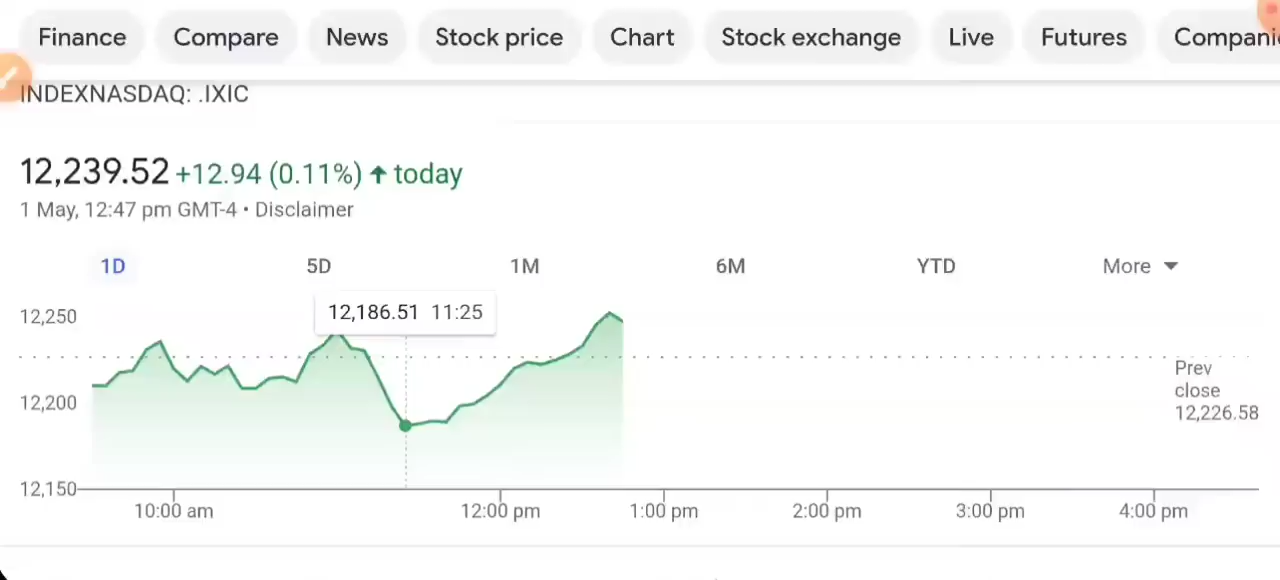 Finance Compare News Stock price Chart Stock exchange Live Futures Compani
INDEXNASDAQ: .IXIC
12,239.52 +12.94 (0.11%) ↑ today
1 May, 12:47 pm GMT-4 • Disclaimer
1D 5D 1M 6M YTD More
12,186.51 11:25
12,250
Prev
close
12,226.58
12,200
12,150
10:00 am 12:00 pm 1:00 pm 2:00 pm 3:00 pm 4:00 pm